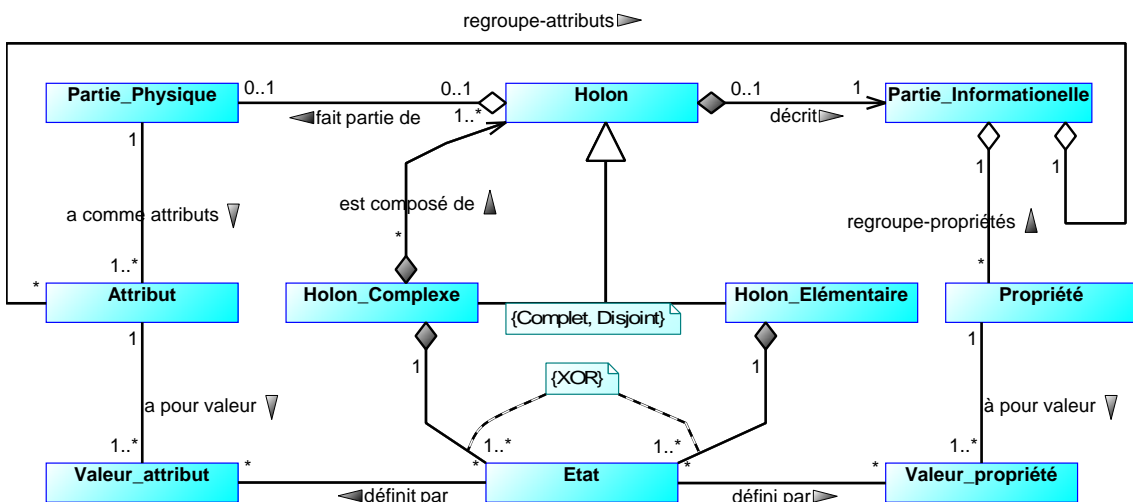 regroupe-attributs
Partie_Physique
0..1
0..1
Holon
0..1
1
Partie_Informationelle
fait partie de
1..*
décrit
1
1
1
est composé de
a comme attributs
regroupe-propriétés
*
1..*
*
*
Attribut
Holon_Complexe
Holon_Elémentaire
Propriété
{Complet, Disjoint}
1
1
1
1
{XOR}
a pour valeur
à pour valeur
1..*
1..*
1..*
1..*
Valeur_attribut
*
*
Etat
*
*
Valeur_propriété
définit par
défini par